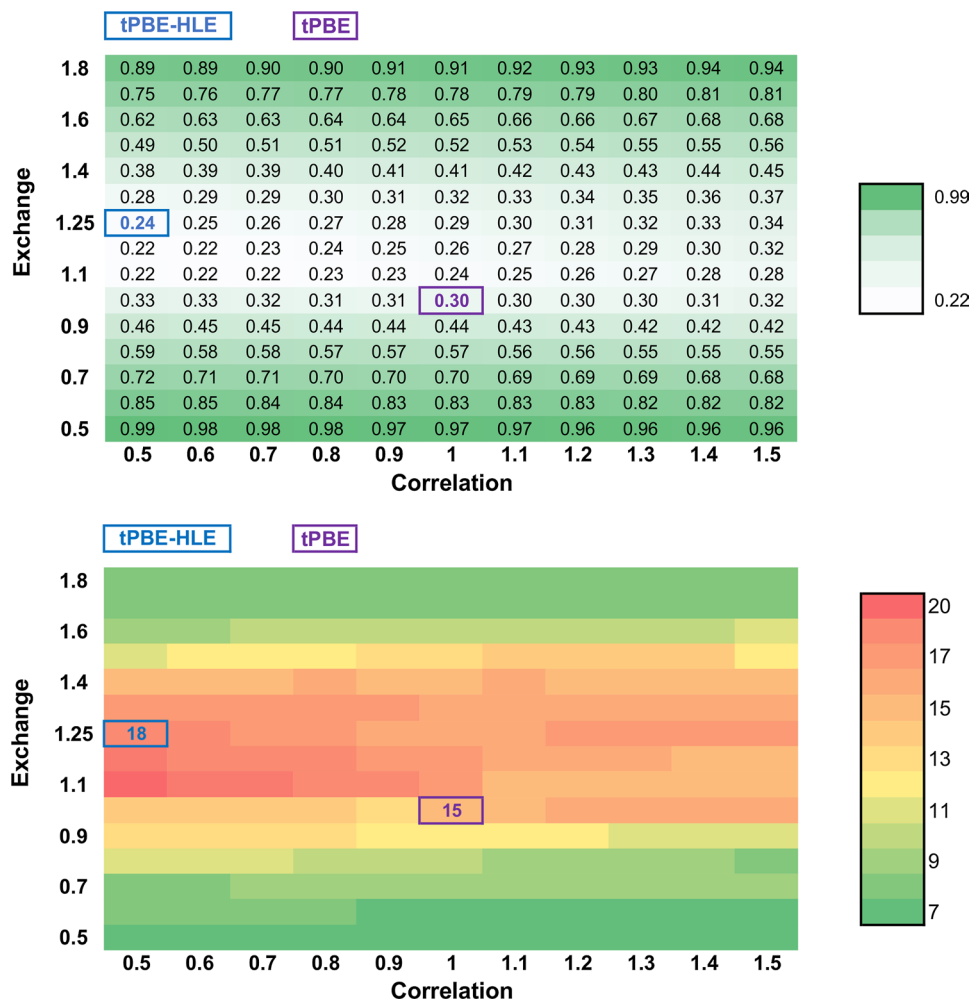 tPBE-HLE tPBE
1.8 0.89 0.89 0.90 0.90 0.91 0.91 0.92 0.93 0.93 0.94 0.94
0.75 0.76 0.77 0.77 0.78 0.78 0.79 0.79 0.80 0.81 0.81
1.6 0.62 0.63 0.63 0.64 0.64 0.65 0.66 0.66 0.67 0.68 0.68
0.49 0.50 0.51 0.51 0.52 0.52 0.53 0.54 0.55 0.55 0.56
1.4 0.38 0.39 0.39 0.40 0.41 0.41 0.42 0.43 0.43 0.44 0.45
0.28 0.29 0.29 0.30 0.31 0.32 0.33 0.34 0.35 0.36 0.37
1.25 0.24 0.25 0.26 0.27 0.28 0.29 0.30 0.31 0.32 0.33 0.34
0.22 0.22 0.23 0.24 0.25 0.26 0.27 0.28 0.29 0.30 0.32
1.1 0.22 0.22 0.22 0.23 0.23 0.24 0.25 0.26 0.27 0.28 0.28
0.33 0.33 0.32 0.31 0.31 0.30 0.30 0.30 0.30 0.31 0.32
0.9 0.46 0.45 0.45 0.44 0.44 0.44 0.43 0.43 0.42 0.42 0.42
0.59 0.58 0.58 0.57 0.57 0.57 0.56 0.56 0.55 0.55 0.55
0.7 0.72 0.71 0.71 0.70 0.70 0.70 0.69 0.69 0.69 0.68 0.68
0.85 0.85 0.84 0.84 0.83 0.83 0.83 0.83 0.82 0.82 0.82
0.5 0.99 0.98 0.98 0.98 0.97 0.97 0.97 0.96 0.96 0.96 0.96
0.5 0.6 0.7 0.8 0.9 1 1.1 1.2 1.3 1.4 1.5
Correlation
Exchange
0.99
0.22
tPBE-HLE tPBE
1.8
1.6
1.4
1.25 18
1.1
15
0.9
0.7
0.5
0.5 0.6 0.7 0.8 0.9 1 1.1 1.2 1.3 1.4 1.5
Correlation
Exchange
20
17
15
13
11
9
7